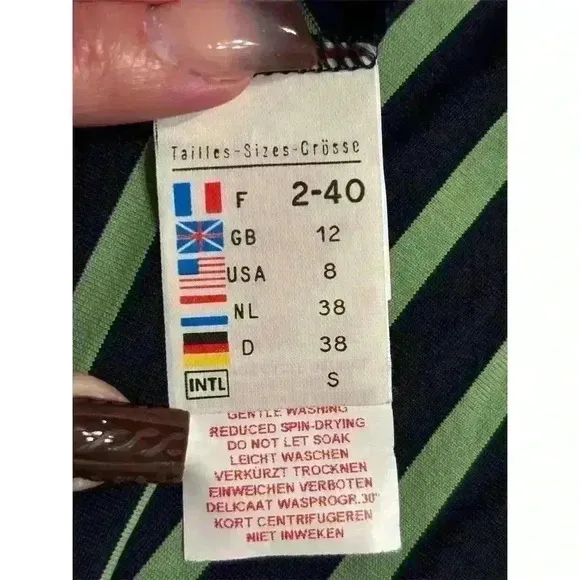 Tailles-Sizes-Grösse
F 2-40
GB 12
USA 8
NL 38
D 38
INTL S
GENTLE WASHING
REDUCED SPIN-DRYING
DO NOT LET SOAK
LEICHT WASCHEN
VERKÜRZT TROCKNEN
EINWEICHEN VERBOTEN
DELICAAT WASPROGR.30°
KORT CENTRIFUGEREN
NIET INWEKEN